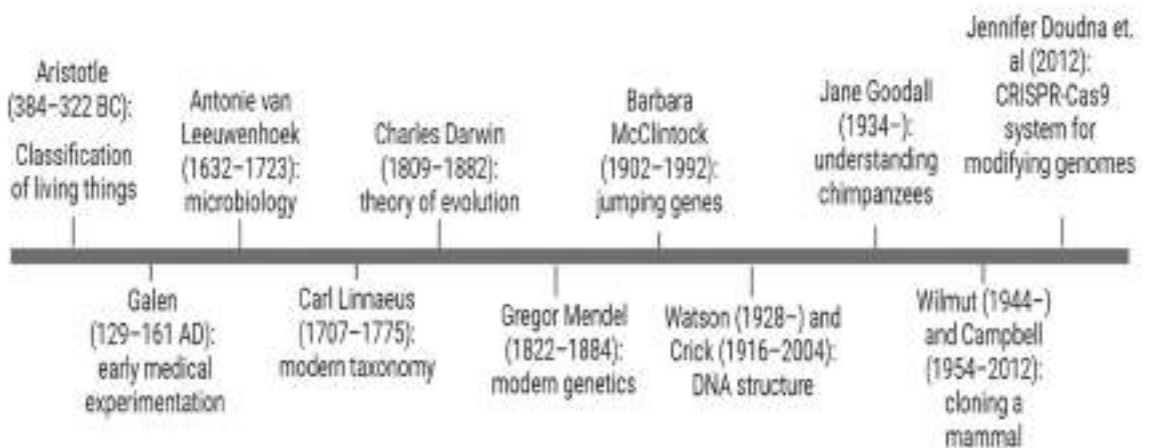 Aristotle
(384–322 BC):
Classification
of living things
Galen
(129–161 AD):
early medical
experimentation
Antonie van
Leeuwenhoek
(1632–1723):
microbiology
Carl Linnaeus
(1707–1775):
modern taxonomy
Charles Darwin
(1809–1882):
theory of evolution
Gregor Mendel
(1822–1884):
modern genetics
Barbara
McClintock
(1902–1992):
jumping genes
Watson (1928–) and
Crick (1916–2004):
DNA structure
Jane Goodall
(1934–):
understanding
chimpanzees
Wilmut (1944–)
and Campbell
(1954–2012):
cloning a
mammal
Jennifer Doudna et.
al (2012):
CRISPR-Cas9
system for
modifying genomes